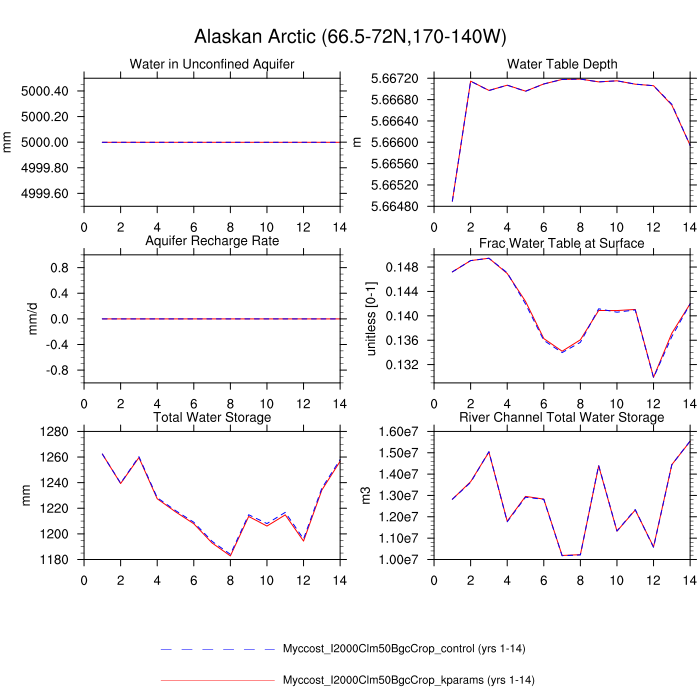 Alaskan Arctic (66.5-72N,170-140W)
Water in Unconfined Aquifer
5000.40
5000.20
5000.00
4999.80
4999.60
mm
0 2 4 6 8 10 12 14
Water Table Depth
5.66720
5.66680
5.66640
5.66600
5.66560
5.66520
5.66480
m
0 2 4 6 8 10 12 14
Aquifer Recharge Rate
0.8
0.4
0.0
-0.4
-0.8
mm/d
0 2 4 6 8 10 12 14
Frac Water Table at Surface
0.148
0.144
0.140
0.136
0.132
unitless [0-1]
0 2 4 6 8 10 12 14
Total Water Storage
1280
1260
1240
1220
1200
1180
mm
0 2 4 6 8 10 12 14
River Channel Total Water Storage
1.60e7
1.50e7
1.40e7
1.30e7
1.20e7
1.10e7
1.00e7
m3
0 2 4 6 8 10 12 14
Myccost_I2000Clm50BgcCrop_control (yrs 1-14)
Myccost_I2000Clm50BgcCrop_kparams (yrs 1-14)